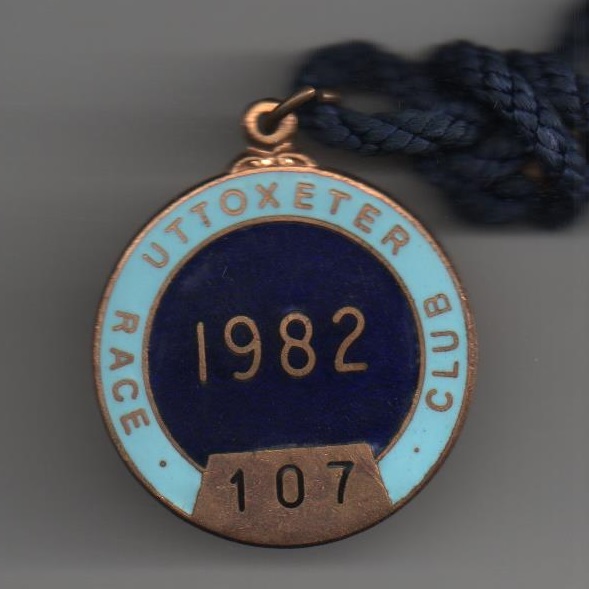 UTTOXETER
RACE CLUB
1982
107